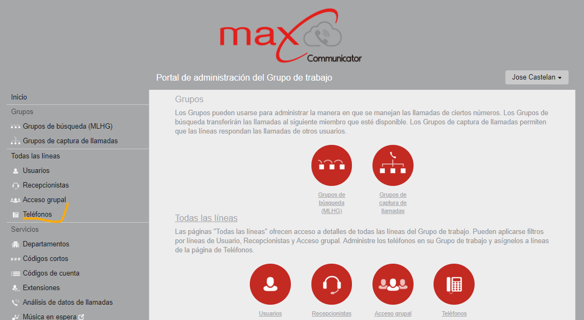 max
Communicator
Portal de administración del Grupo de trabajo
Jose Castelan
Inicio
Grupos
Grupos de búsqueda (MLHG)
Grupos de captura de llamadas
Todas las líneas
Usuarios
Recepcionistas
Acceso grupal
Teléfonos
Servicios
Departamentos
Códigos cortos
Códigos de cuenta
Extensiones
Análisis de datos de llamadas
Música en espera
Grupos
Los Grupos pueden usarse para administrar la manera en que se manejan las llamadas de ciertos números. Los Grupos de
búsqueda transferirán las llamadas al siguiente miembro que esté disponible. Los Grupos de captura de llamadas permiten
que las líneas respondan las llamadas de otros usuarios.
Grupos de
búsqueda
(MLHG)
Grupos de
captura de
llamadas
Todas las líneas
Las páginas "Todas las líneas" ofrecen acceso a detalles de todas las líneas del Grupo de trabajo. Pueden aplicarse filtros
por líneas de Usuario, Recepcionistas y Acceso grupal. Administre los teléfonos en su Grupo de trabajo y asígnelos a líneas
de la página de Teléfonos.
Usuarios
Recepcionistas
Acceso grupal
Teléfonos